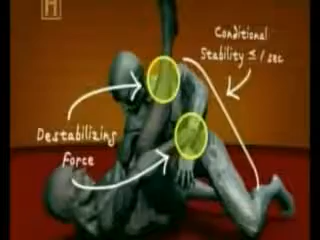 H
Conditional
Stability ≤ 1 sec
Destabilizing
force